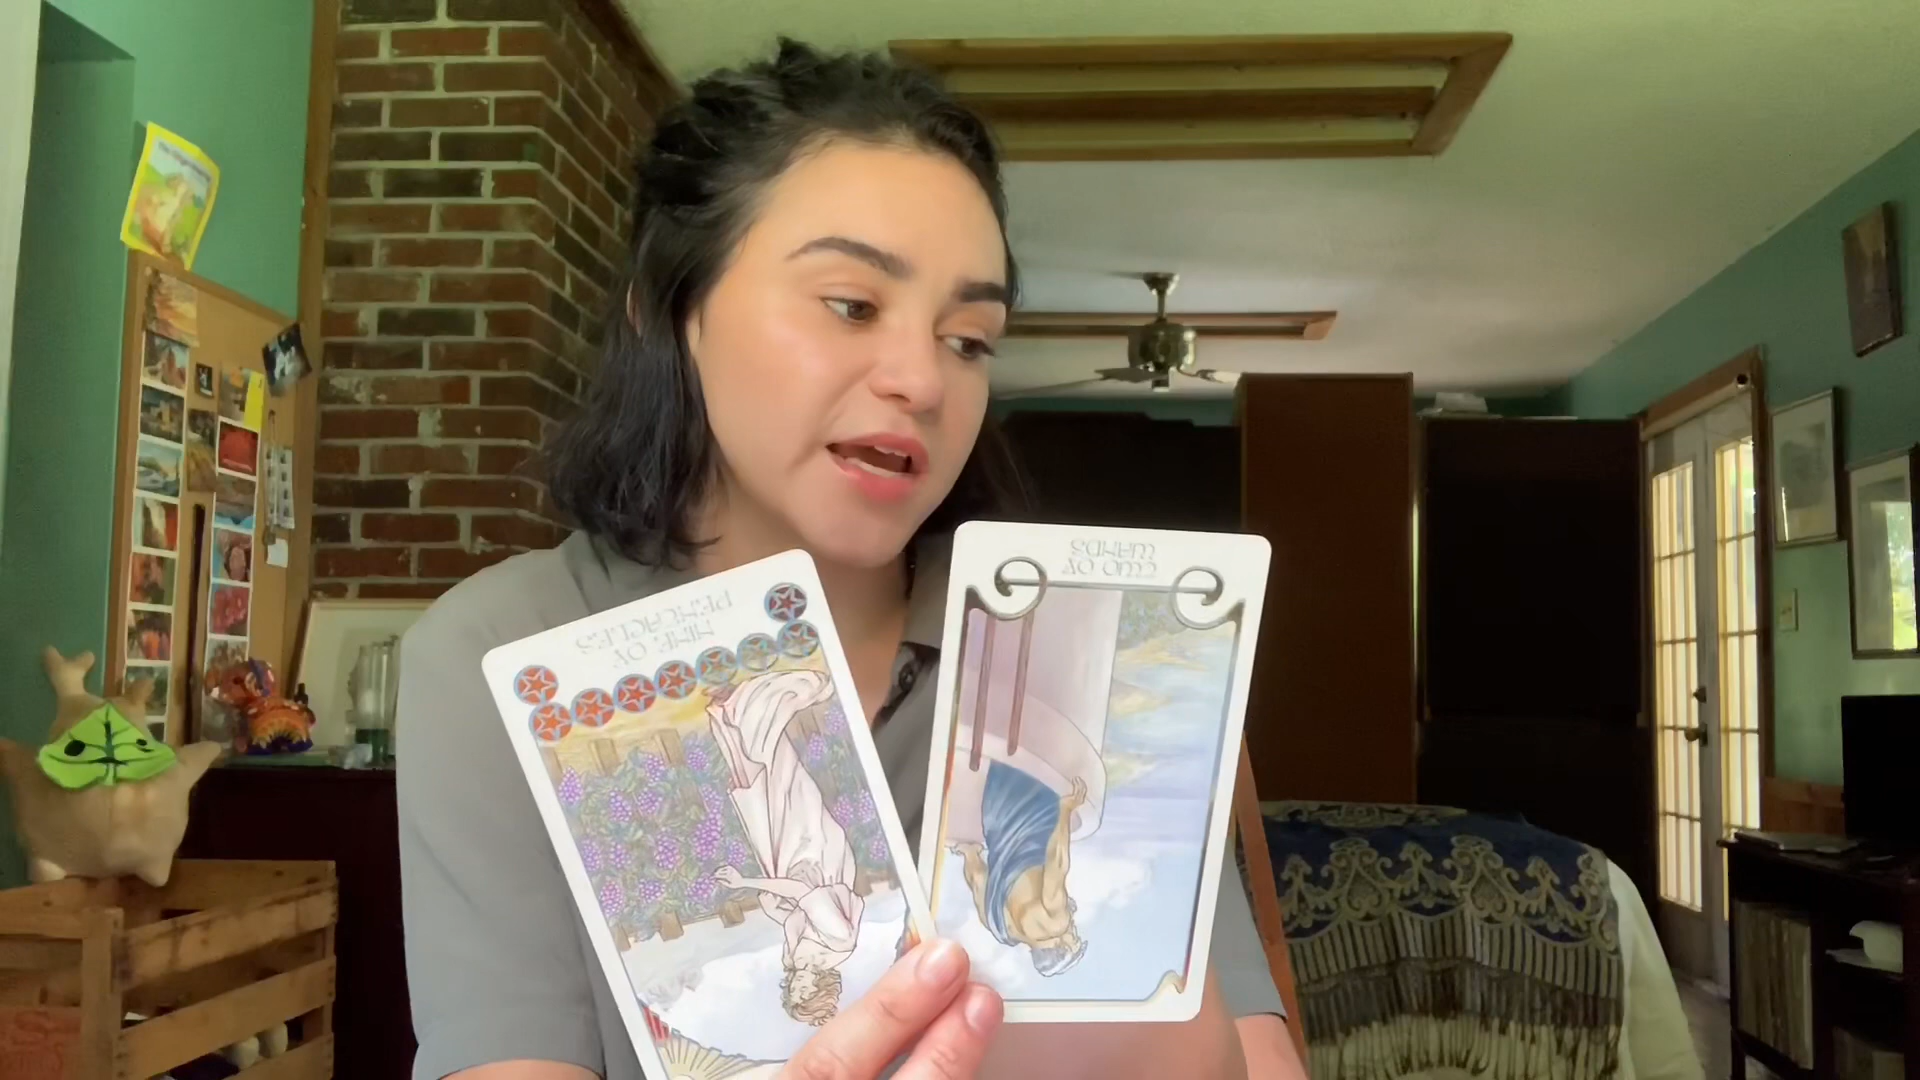 NINE OF
PENTACLES
TWO OF
WANDS